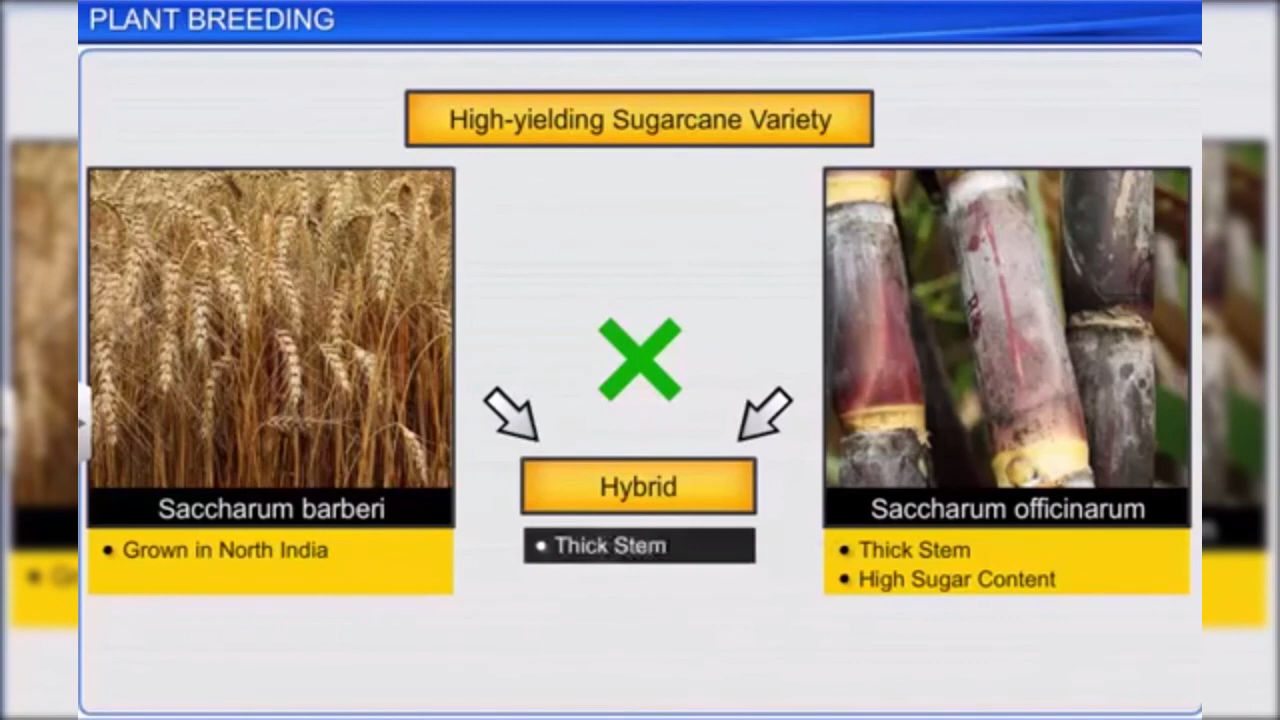 PLANT BREEDING
High-yielding Sugarcane Variety
Saccharum barberi
• Grown in North India
Hybrid
• Thick Stem
Saccharum officinarum
• Thick Stem
• High Sugar Content